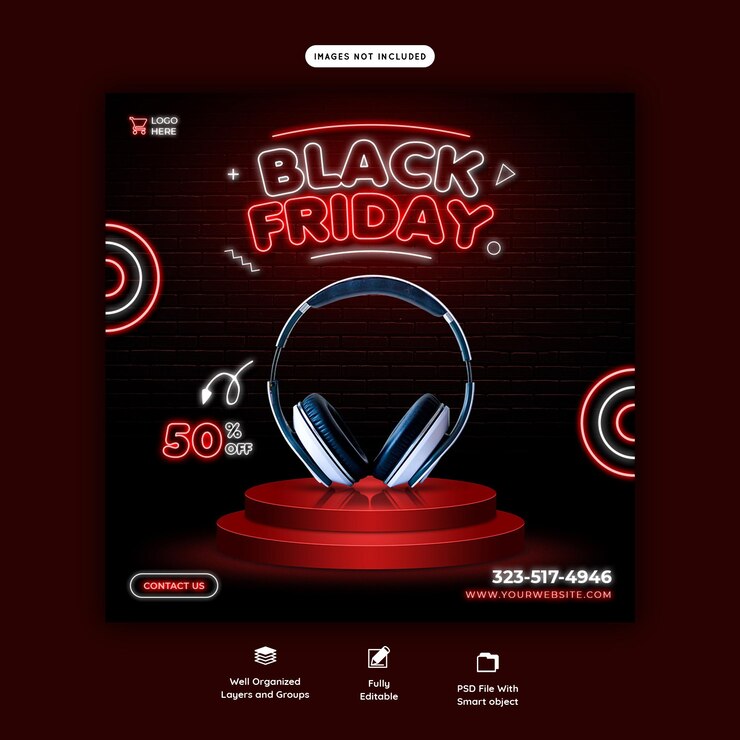 IMAGES NOT INCLUDED
LOGO
HERE
BLACK
FRIDAY
50 % OFF
CONTACT US
323-517-4946
WWW.YOURWEBSITE.COM
Well Organized
Layers and Groups
Fully
Editable
PSD File With
Smart object